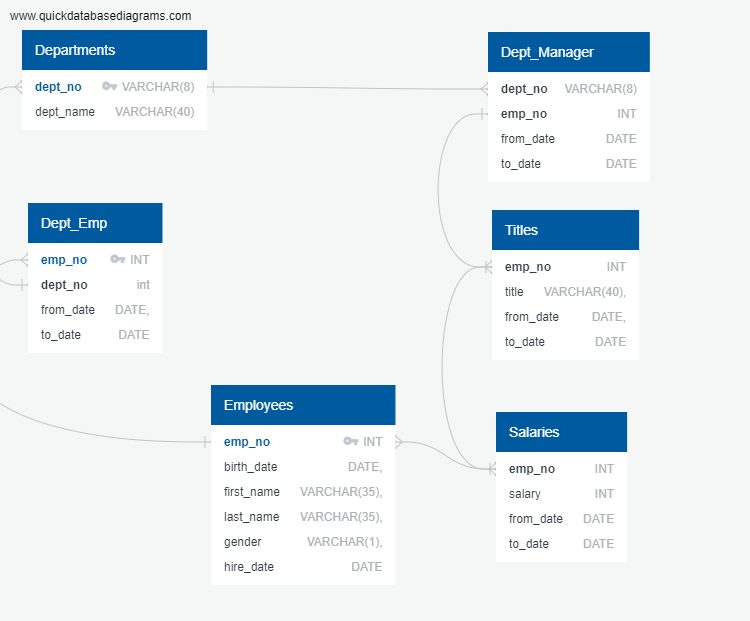 www.quickdatabasediagrams.com
Departments
dept_no VARCHAR(8)
dept_name VARCHAR(40)
Dept_Manager
dept_no VARCHAR(8)
emp_no INT
from_date DATE
to_date DATE
Dept_Emp
emp_no INT
dept_no int
from_date DATE,
to_date DATE
Titles
emp_no INT
title VARCHAR(40),
from_date DATE,
to_date DATE
Employees
emp_no INT
birth_date DATE,
first_name VARCHAR(35),
last_name VARCHAR(35),
gender VARCHAR(1),
hire_date DATE
Salaries
emp_no INT
salary INT
from_date DATE
to_date DATE